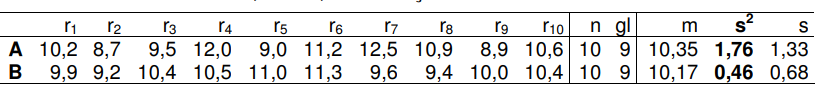 r1 r2 r3 r4 r5 r6 r7 r8 r9 r10 n gl m s² s
A 10,2 8,7 9,5 12,0 9,0 11,2 12,5 10,9 8,9 10,6 10 9 10,35 1,76 1,33
B 9,9 9,2 10,4 10,5 11,0 11,3 9,6 9,4 10,0 10,4 10 9 10,17 0,46 0,68